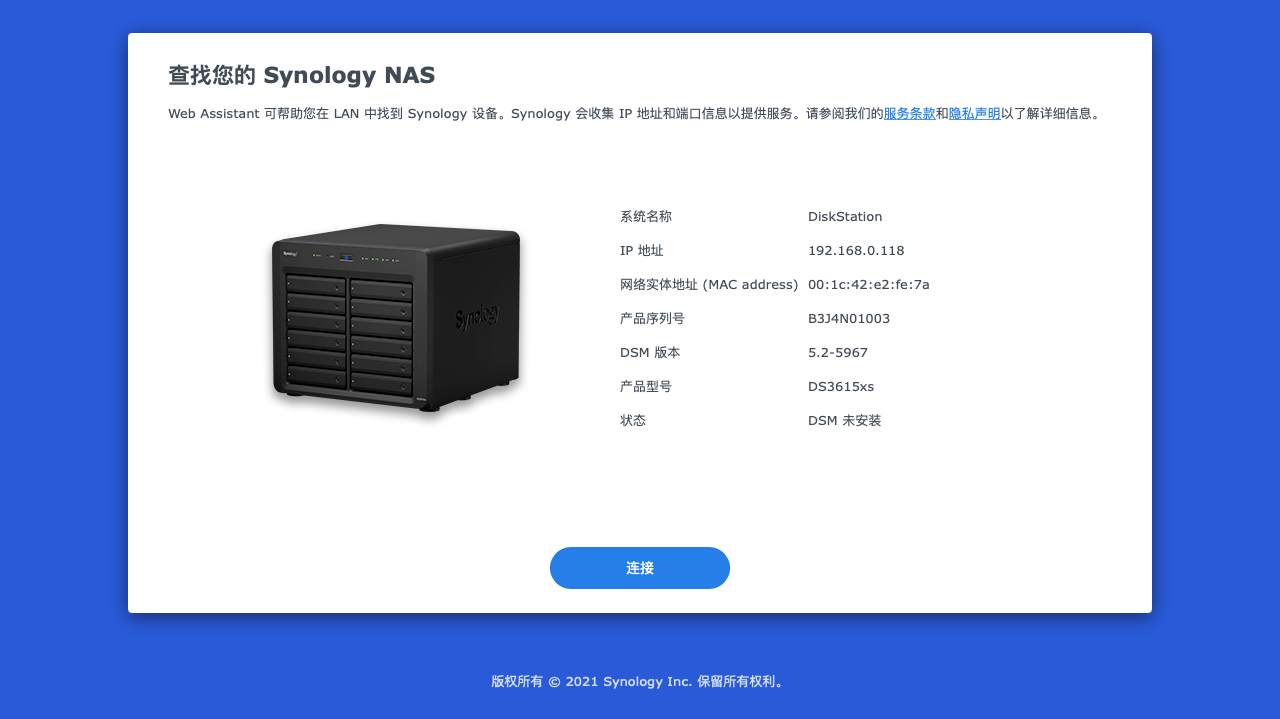 查找您的 Synology NAS
Web Assistant 可帮助您在 LAN 中找到 Synology 设备。Synology 会收集 IP 地址和端口信息以提供服务。请参阅我们的服务条款和隐私声明以了解详细信息。
Synology
Synology
系统名称 DiskStation
IP 地址 192.168.0.118
网络实体地址 (MAC address) 00:1c:42:e2:fe:7a
产品序列号 B3J4N01003
DSM 版本 5.2-5967
产品型号 DS3615xs
状态 DSM 未安装
连接
版权所有 © 2021 Synology Inc. 保留所有权利。